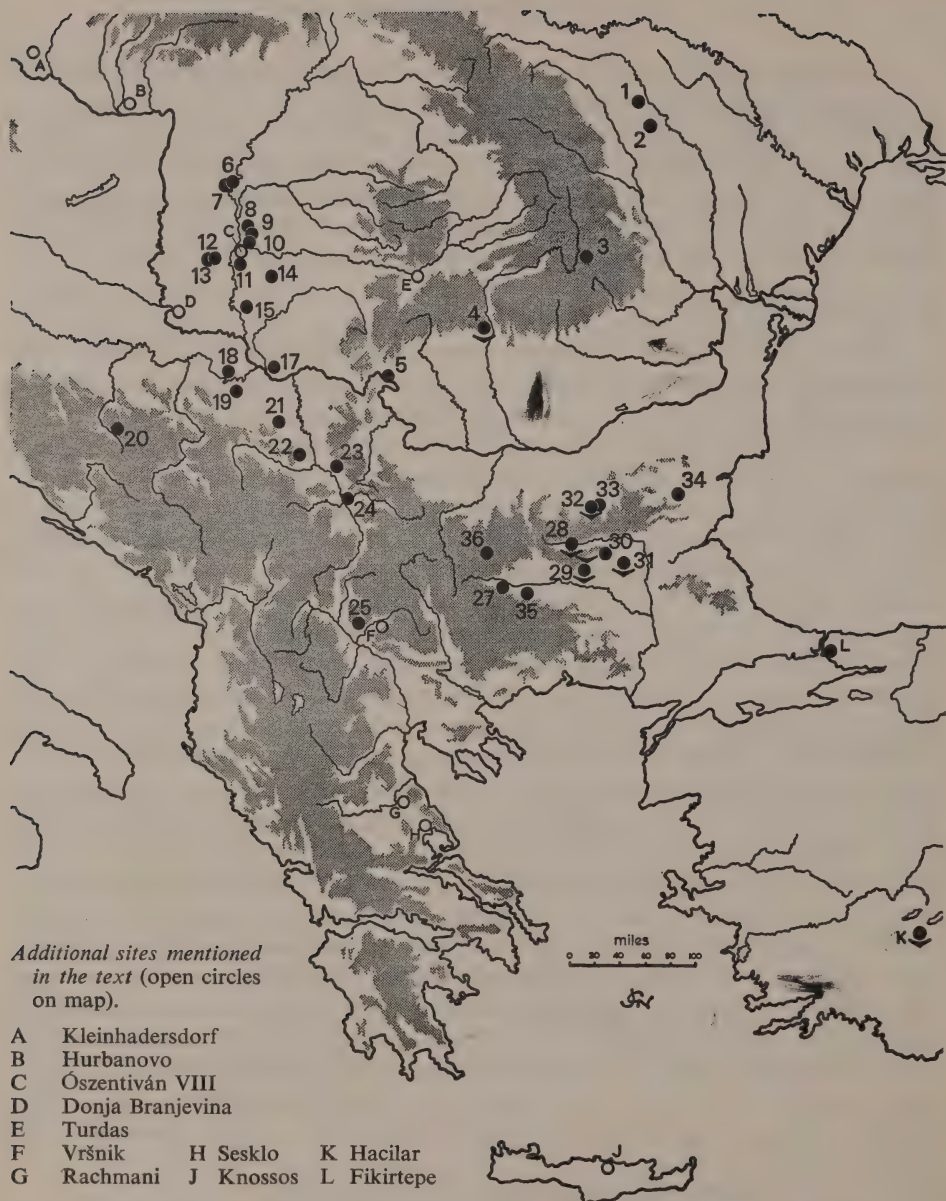 A
B
1
2
6
7
8
C
9
10
12
13
11
14
3
E
D
15
4
18
17
5
19
20
21
22
23
24
34
32
33
28
30
36
31
29
27
35
25
F
L
G
H
K
miles
0 20 40 60 80 100
Additional sites mentioned
in the text (open circles
on map).
A Kleinhadersdorf
B Hurbanovo
C Ószentiván VIII
D Donja Branjevina
E Turdas
F Vršnik H Sesklo K Hacilar
G Rachmani J Knossos L Fikirtepe
J